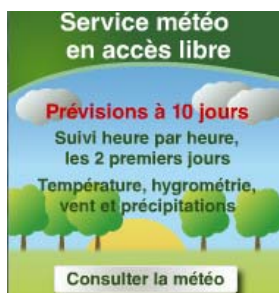 Service météo
en accès libre
Prévisions à 10 jours
Suivi heure par heure,
les 2 premiers jours
Température, hygrométrie,
vent et précipitations
Consulter la météo